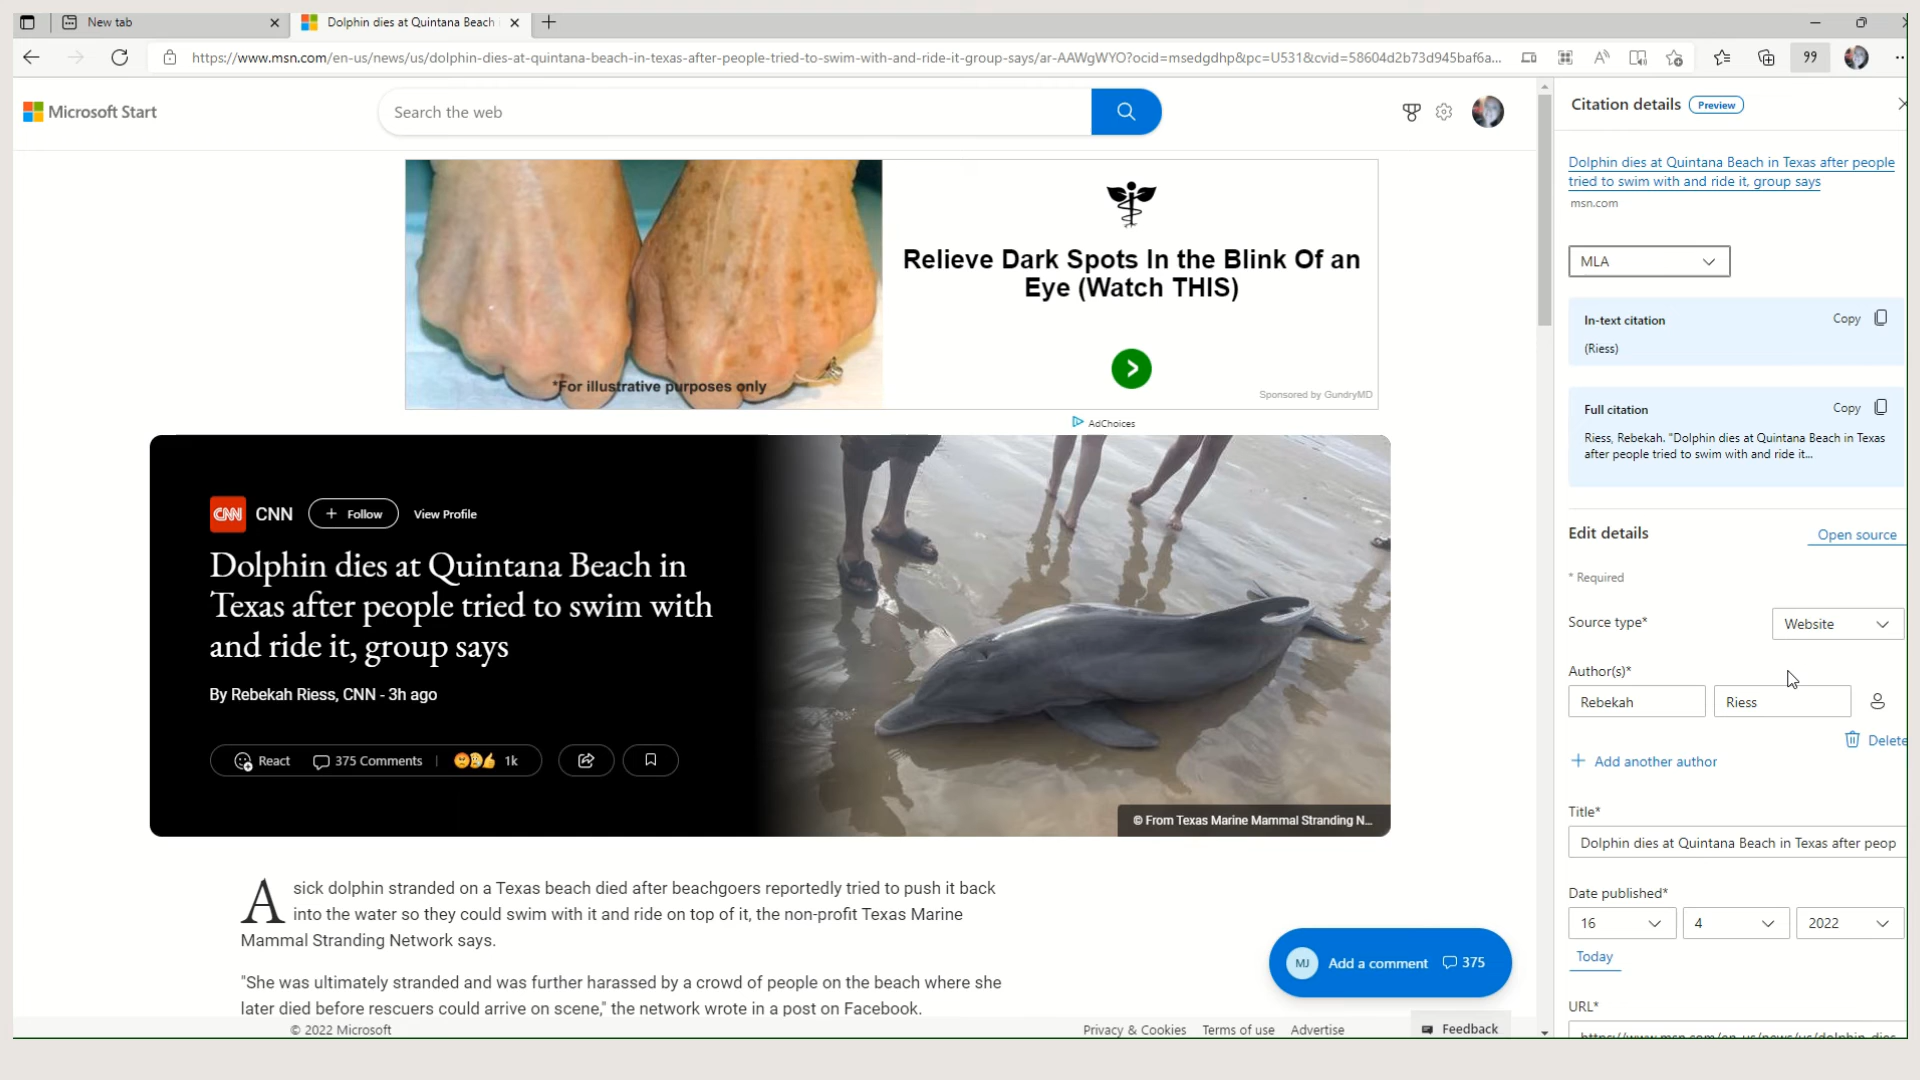 New tab
Dolphin dies at Quintana Beach
https://www.msn.com/en-us/news/us/dolphin-dies-at-quintana-beach-in-texas-after-people-tried-to-swim-with-and-ride-it-group-says/ar-AAWgWYO?ocid=msedgdhp&pc=U531&cvid=58604d2b73d945baf6a...
Microsoft Start
Search the web
Relieve Dark Spots In the Blink Of an
Eye (Watch THIS)
*For illustrative purposes only
Sponsored by GundryMD
AdChoices
CNN
CNN
Follow
View Profile
Dolphin dies at Quintana Beach in
Texas after people tried to swim with
and ride it, group says
By Rebekah Riess, CNN - 3h ago
React
375 Comments
1k
© From Texas Marine Mammal Stranding N...
A sick dolphin stranded on a Texas beach died after beachgoers reportedly tried to push it back
into the water so they could swim with it and ride on top of it, the non-profit Texas Marine
Mammal Stranding Network says.
"She was ultimately stranded and was further harassed by a crowd of people on the beach where she
later died before rescuers could arrive on scene," the network wrote in a post on Facebook.
MJ
Add a comment
375
© 2022 Microsoft
Privacy & Cookies
Terms of use
Advertise
Feedback
Citation details
Preview
Dolphin dies at Quintana Beach in Texas after people
tried to swim with and ride it, group says
msn.com
MLA
In-text citation
Copy
(Riess)
Full citation
Copy
Riess, Rebekah. "Dolphin dies at Quintana Beach in Texas
after people tried to swim with and ride it...
Edit details
Open source
* Required
Source type*
Website
Author(s)*
Rebekah
Riess
Delete
Add another author
Title*
Dolphin dies at Quintana Beach in Texas after peop
Date published*
16
4
2022
Today
URL*
https://www.msn.com/en-us/news/us/dolphin-dies